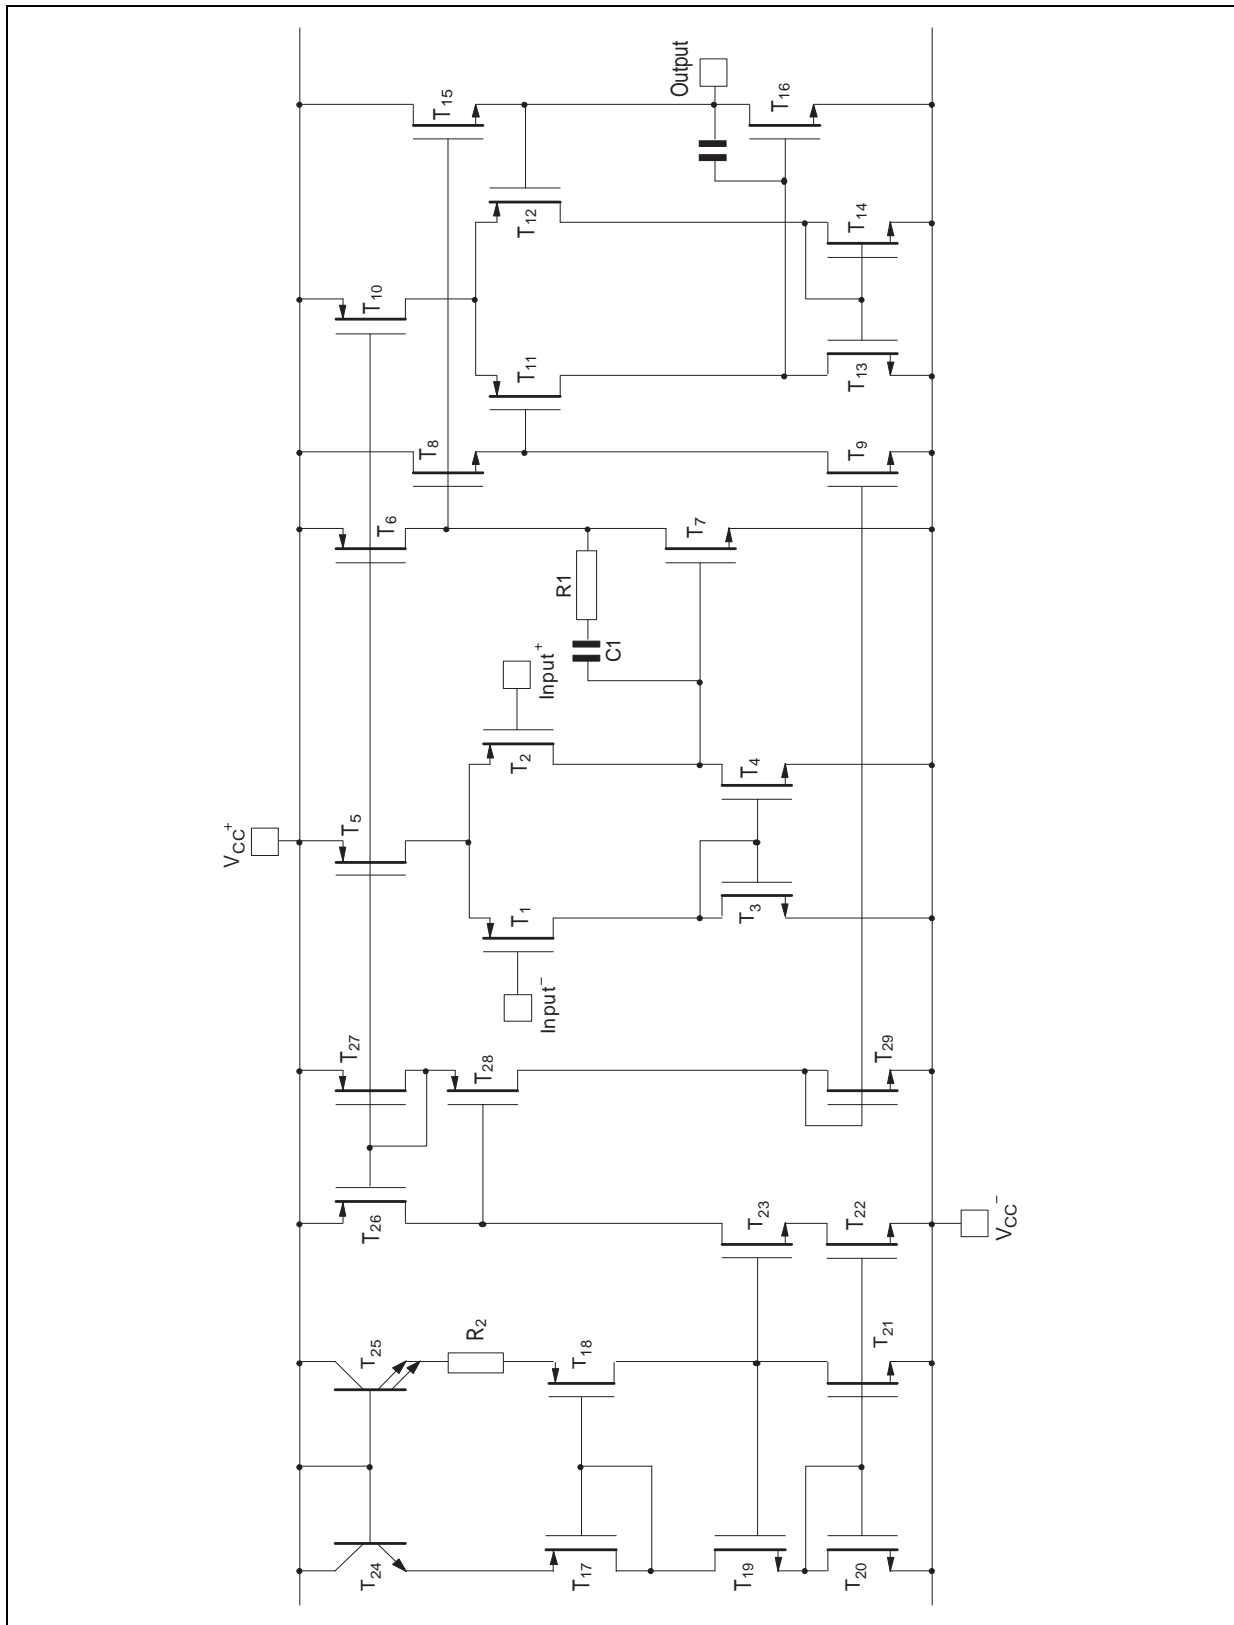 Output
T15
T16
T12
T14
T10
T11
T13
T8
T9
T6
T7
R1
C1
Input+
T2
T4
VCC+
T5
T1
T3
Input−
T27
T28
T29
T26
T23
T22
VCC−
T25
R2
T18
T21
T24
T17
T19
T20